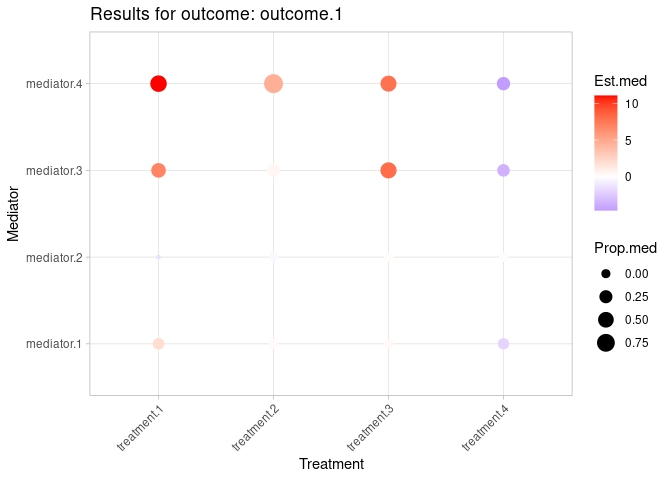 Results for outcome: outcome.1
Mediator
mediator.4
mediator.3
mediator.2
mediator.1
treatment.1
treatment.2
treatment.3
treatment.4
Treatment
Est.med
10
5
0
Prop.med
0.00
0.25
0.50
0.75